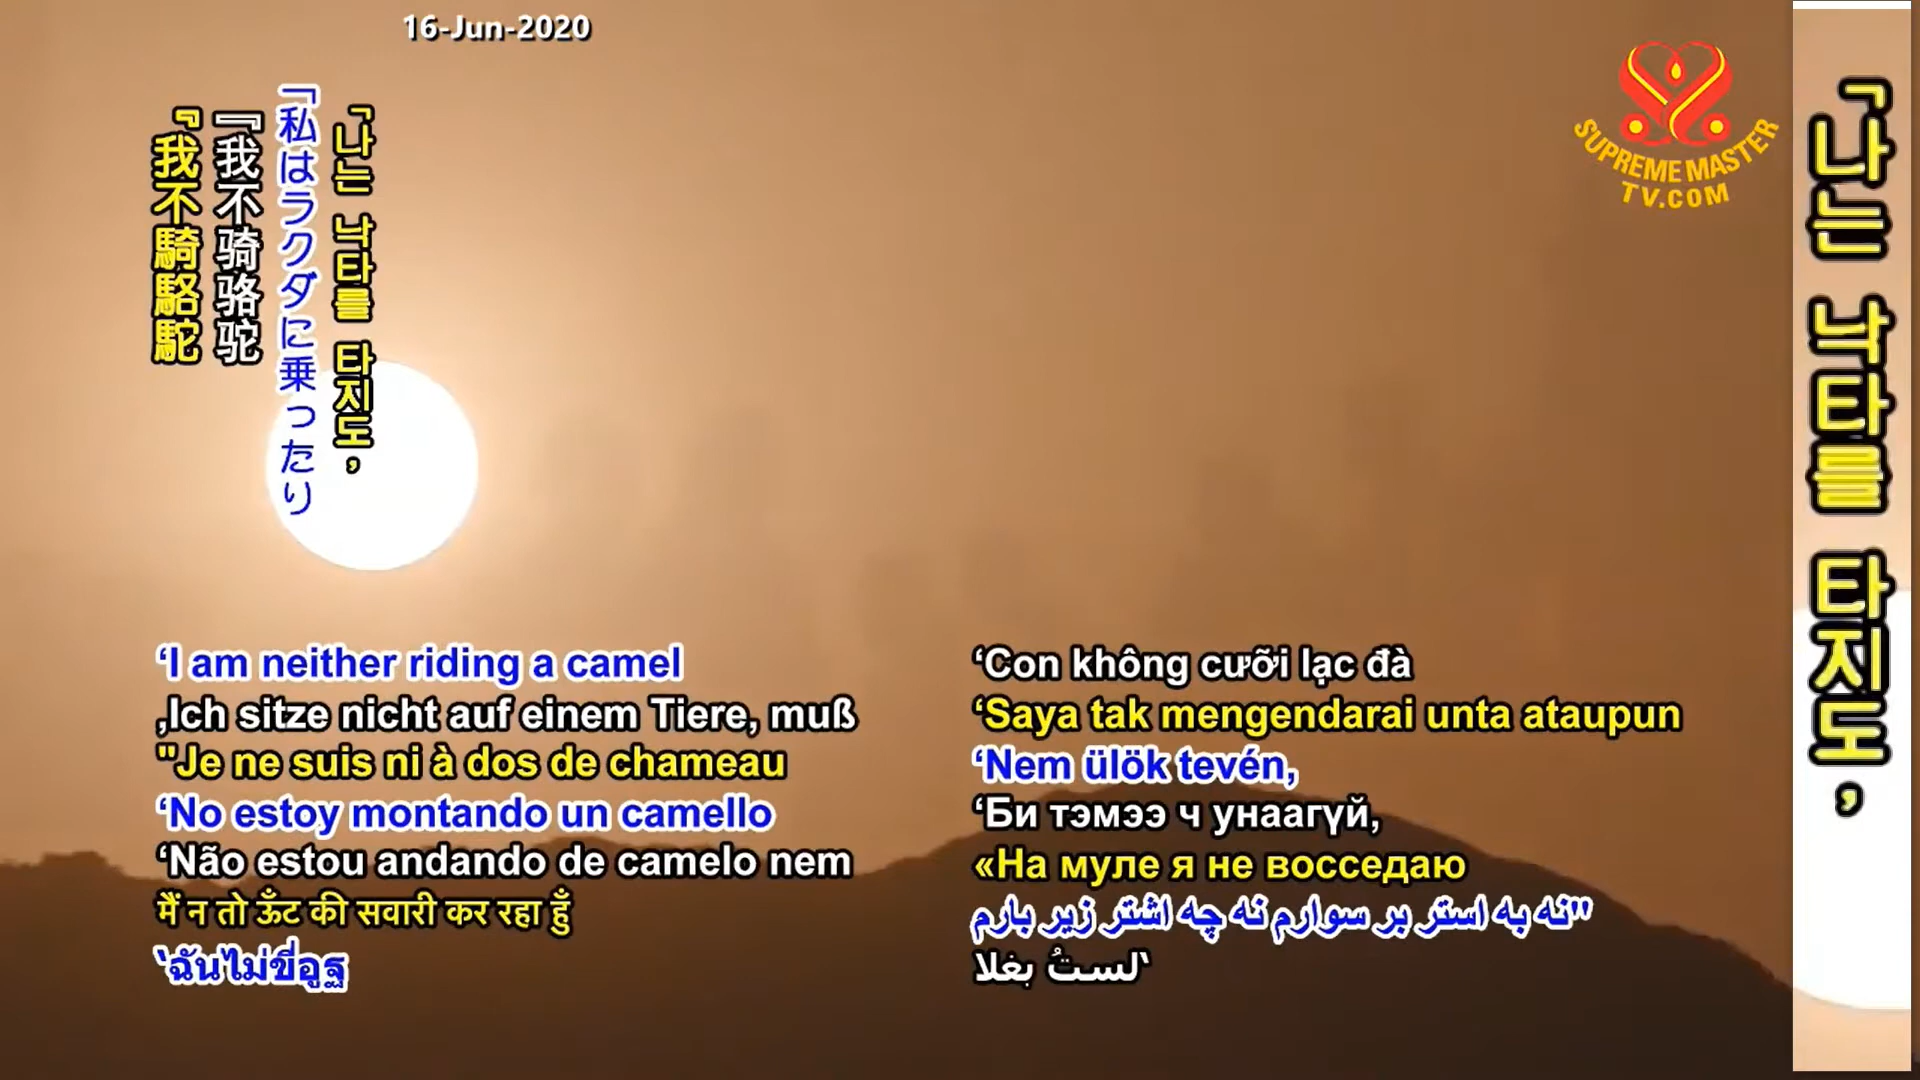 16-Jun-2020
SUPREME MASTER
TV.COM
「나는 낙타를 타지도,
「私はラクダに乗ったり
『我不骑骆驼
『我不騎駱駝
‘I am neither riding a camel
‚Ich sitze nicht auf einem Tiere, muß
"Je ne suis ni à dos de chameau
‘No estoy montando un camello
‘Não estou andando de camelo nem
मैं न तो ऊँट की सवारी कर रहा हूँ
‘ฉันไม่ขี่อูฐ
‘Con không cưỡi lạc đà
‘Saya tak mengendarai unta ataupun
‘Nem ülök tevén,
‘Би тэмээ ч унаагүй,
«На муле я не восседаю
"نه به استر بر سوارم نه چه اشتر زیر بارم
‘لستُ بغلا
「나는 낙타를 타지도,